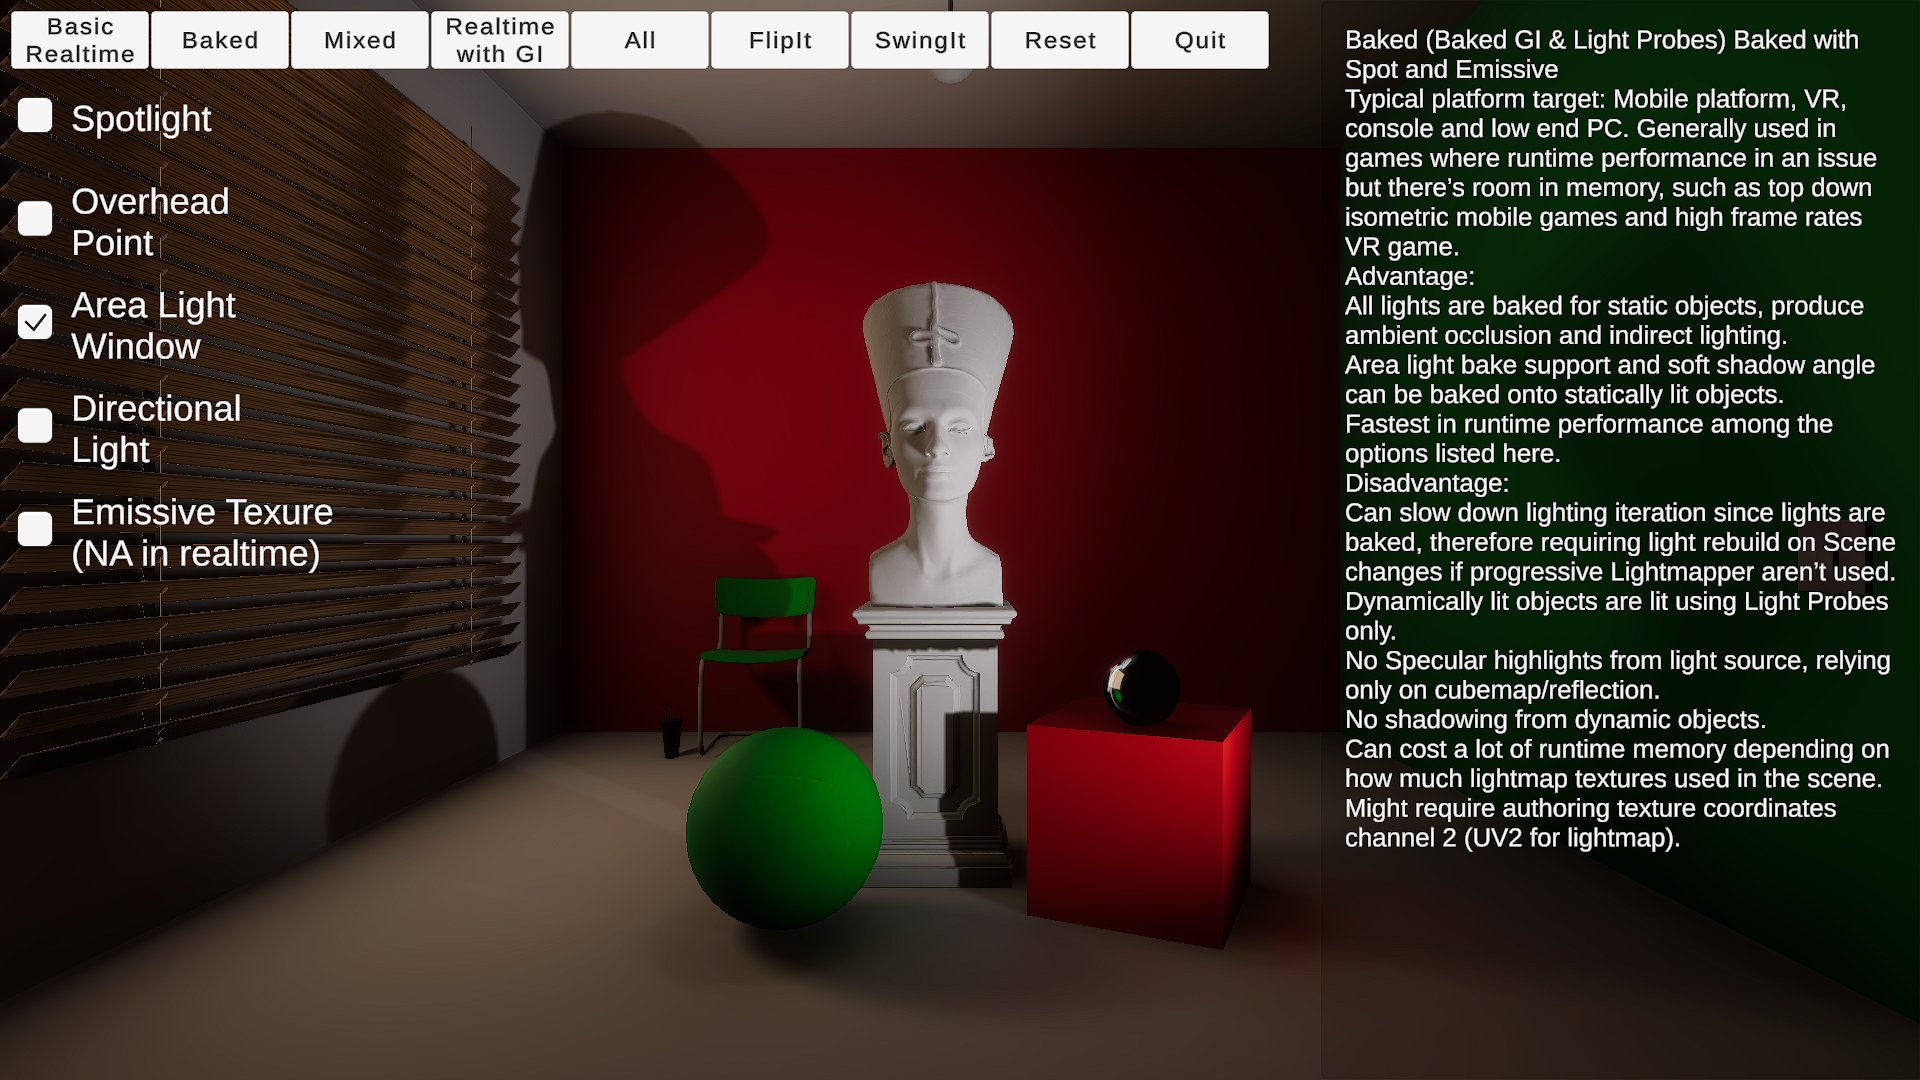 Basic
Realtime
Baked
Mixed
Realtime
with GI
All
FlipIt
SwingIt
Reset
Quit
Spotlight
Overhead
Point
Area Light
Window
Directional
Light
Emissive Texure
(NA in realtime)
Baked (Baked GI & Light Probes) Baked with
Spot and Emissive
Typical platform target: Mobile platform, VR,
console and low end PC. Generally used in
games where runtime performance in an issue
but there’s room in memory, such as top down
isometric mobile games and high frame rates
VR game.
Advantage:
All lights are baked for static objects, produce
ambient occlusion and indirect lighting.
Area light bake support and soft shadow angle
can be baked onto statically lit objects.
Fastest in runtime performance among the
options listed here.
Disadvantage:
Can slow down lighting iteration since lights are
baked, therefore requiring light rebuild on Scene
changes if progressive Lightmapper aren’t used.
Dynamically lit objects are lit using Light Probes
only.
No Specular highlights from light source, relying
only on cubemap/reflection.
No shadowing from dynamic objects.
Can cost a lot of runtime memory depending on
how much lightmap textures used in the scene.
Might require authoring texture coordinates
channel 2 (UV2 for lightmap).